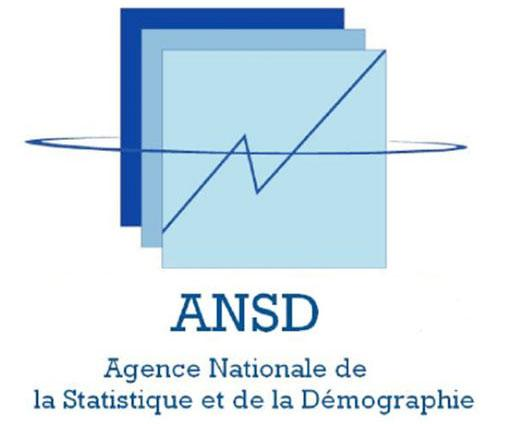 ANSD
Agence Nationale de
la Statistique et de la Démographie